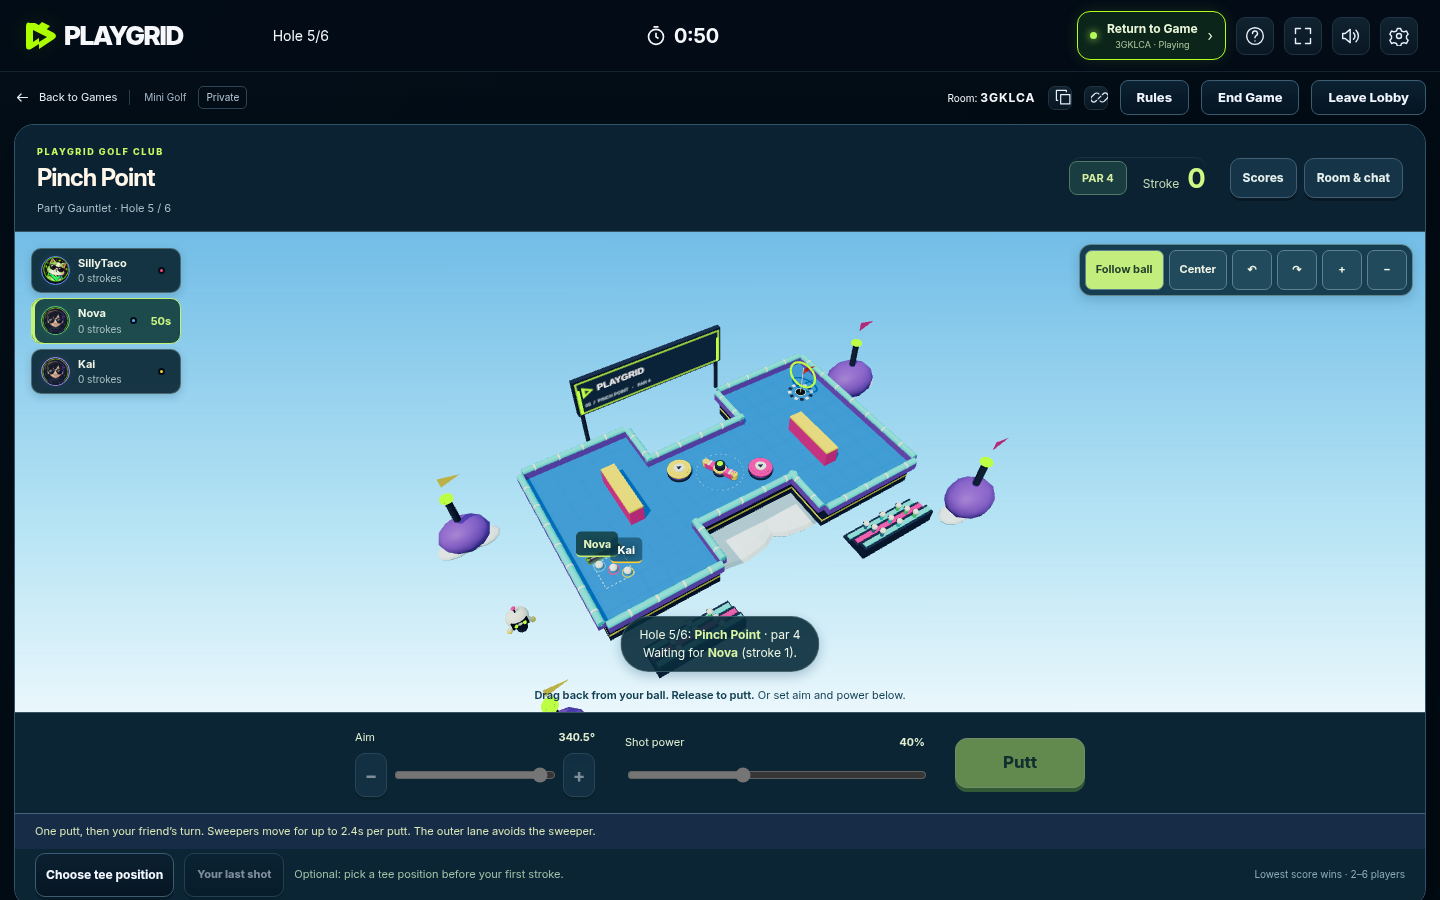 PLAYGRID
Hole 5/6
0:50
Return to Game
3GKLCA · Playing
Back to Games
Mini Golf
Private
Room: 3GKLCA
Rules
End Game
Leave Lobby
PLAYGRID GOLF CLUB
Pinch Point
Party Gauntlet · Hole 5 / 6
PAR 4
Stroke 0
Scores
Room & chat
SillyTaco
0 strokes
Nova
0 strokes
50s
Kai
0 strokes
Follow ball
Center
↶
↷
+
−
PLAYGRID
PINCH POINT · PAR 4
Nova
Kai
Hole 5/6: Pinch Point · par 4
Waiting for Nova (stroke 1).
Drag back from your ball. Release to putt. Or set aim and power below.
Aim
340.5°
−
+
Shot power
40%
Putt
One putt, then your friend’s turn. Sweepers move for up to 2.4s per putt. The outer lane avoids the sweeper.
Choose tee position
Your last shot
Optional: pick a tee position before your first stroke.
Lowest score wins · 2–6 players